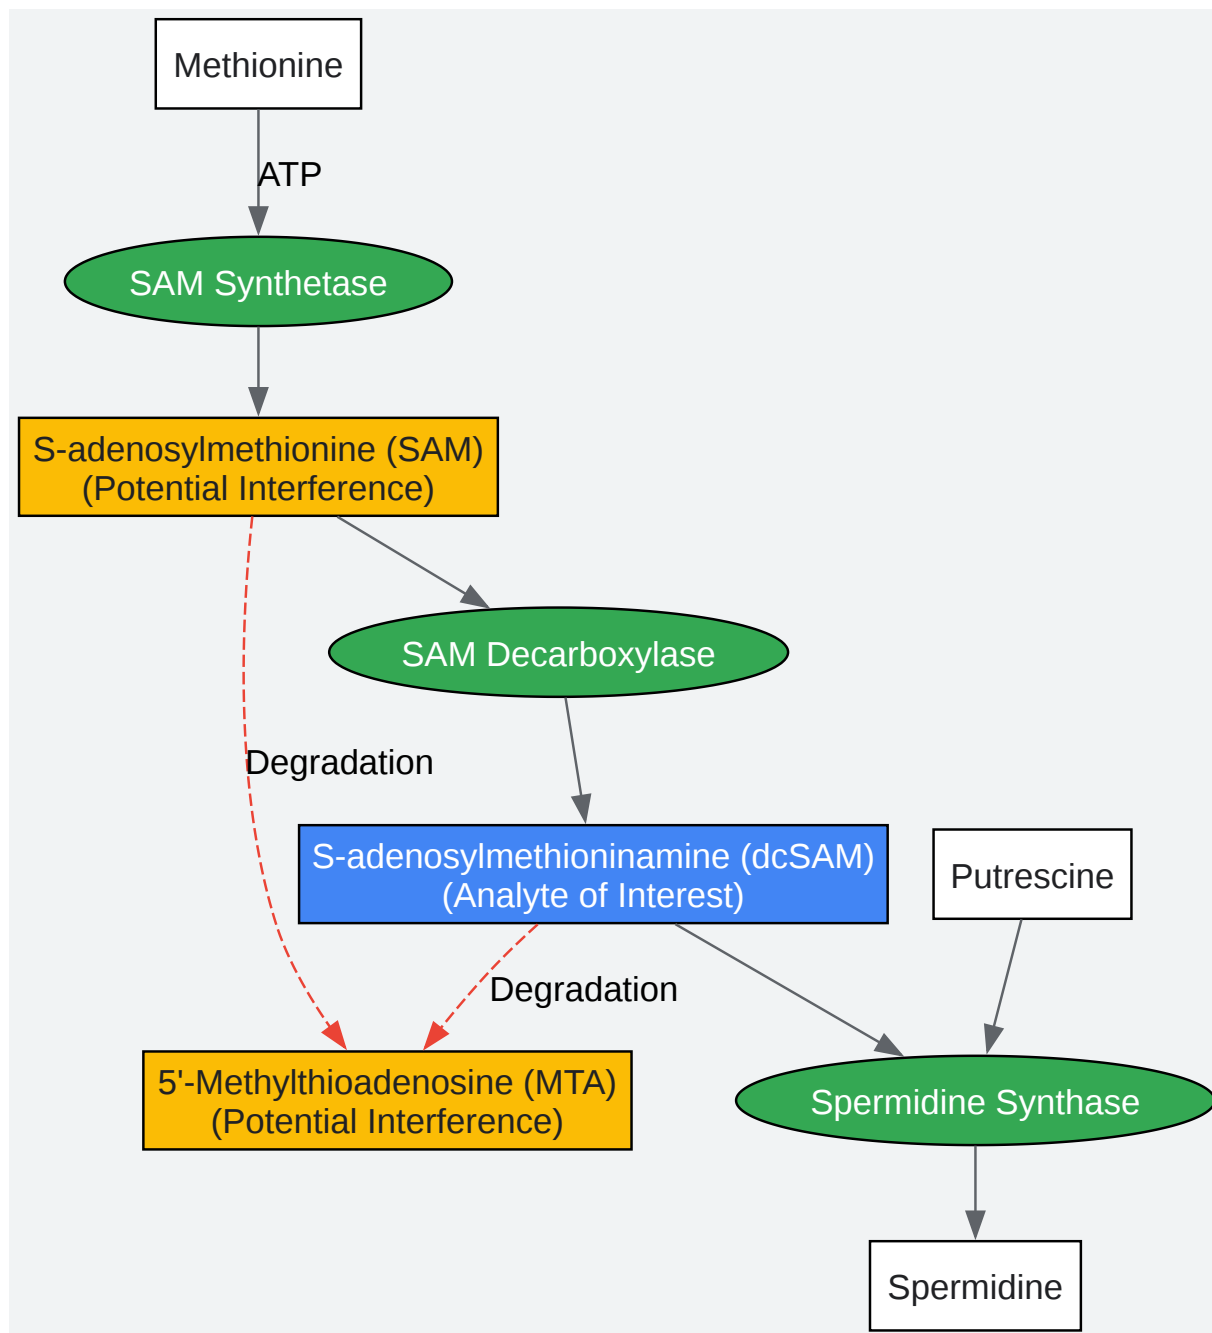 Methionine
ATP
SAM Synthetase
S-adenosylmethionine (SAM)
(Potential Interference)
SAM Decarboxylase
Degradation
S-adenosylmethioninamine (dcSAM)
(Analyte of Interest)
Putrescine
Degradation
5'-Methylthioadenosine (MTA)
(Potential Interference)
Spermidine Synthase
Spermidine